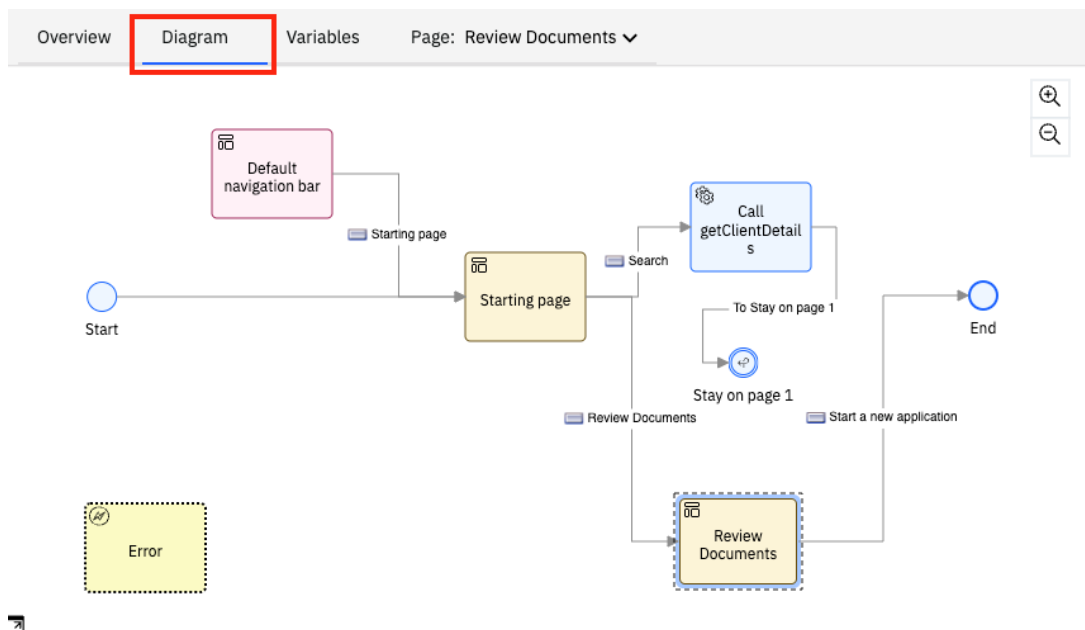 Overview
Diagram
Variables
Page: Review Documents
Default
navigation bar
Starting page
Call
getClientDetail
s
Search
Starting page
To Stay on page 1
Start
End
Stay on page 1
Review Documents
Start a new application
Error
Review
Documents